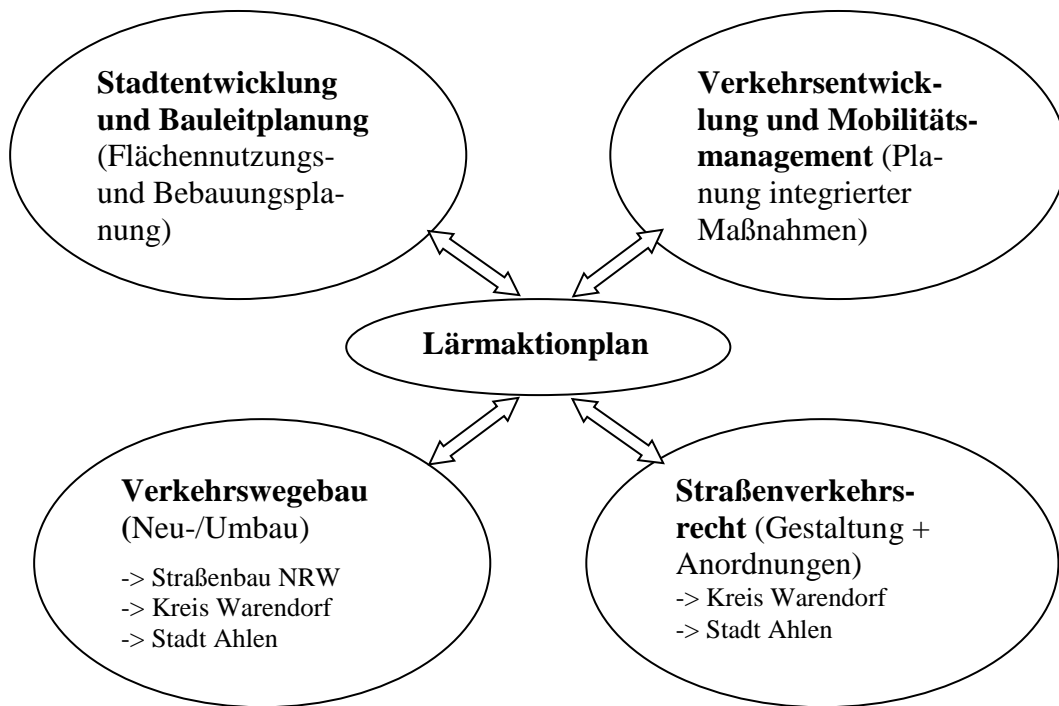 Stadtentwicklung
und Bauleitplanung
(Flächennutzungs-
und Bebauungspla-
nung)
Verkehrsentwick-
lung und Mobilitäts-
management (Pla-
nung integrierter
Maßnahmen)
Lärmaktionplan
Verkehrswegebau
(Neu-/Umbau)
-> Straßenbau NRW
-> Kreis Warendorf
-> Stadt Ahlen
Straßenverkehrs-
recht (Gestaltung +
Anordnungen)
-> Kreis Warendorf
-> Stadt Ahlen